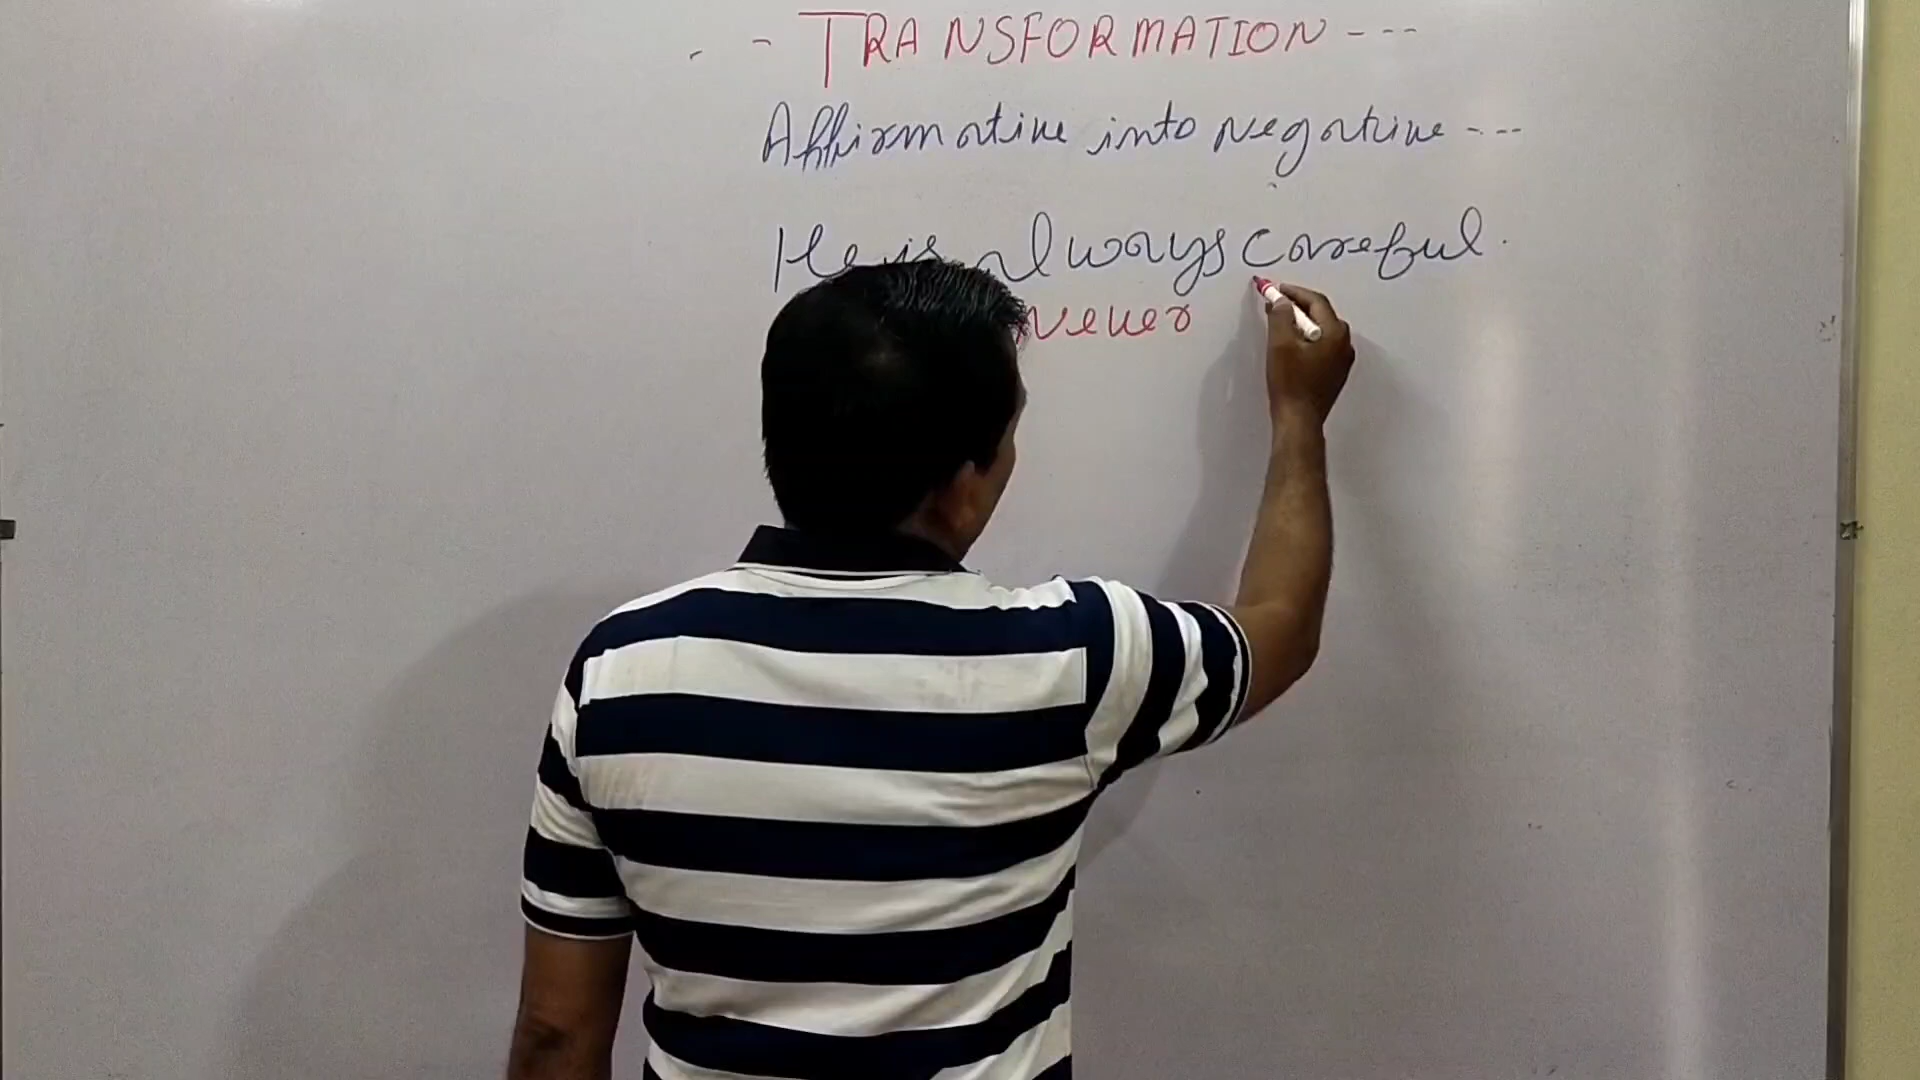 - - TRANSFORMATION ---
Affirmative into Negative ---
He is always careful.
Never